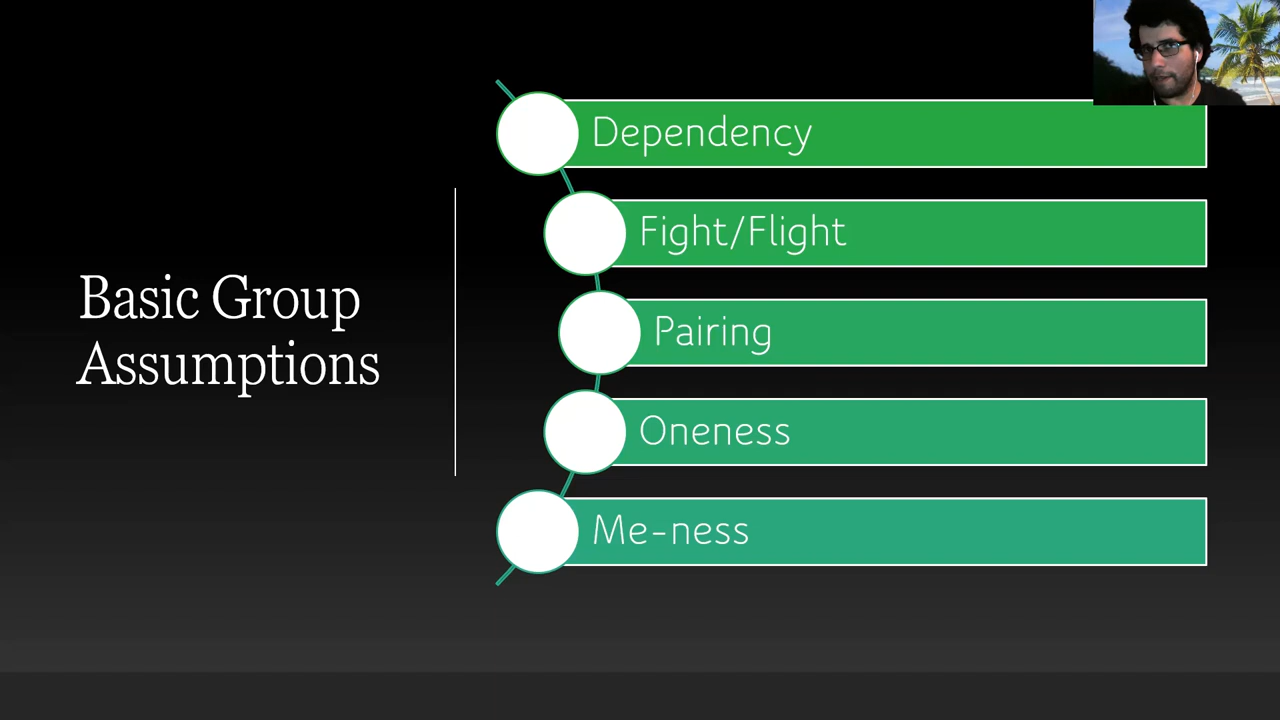 Basic Group
Assumptions
Dependency
Fight/Flight
Pairing
Oneness
Me-ness